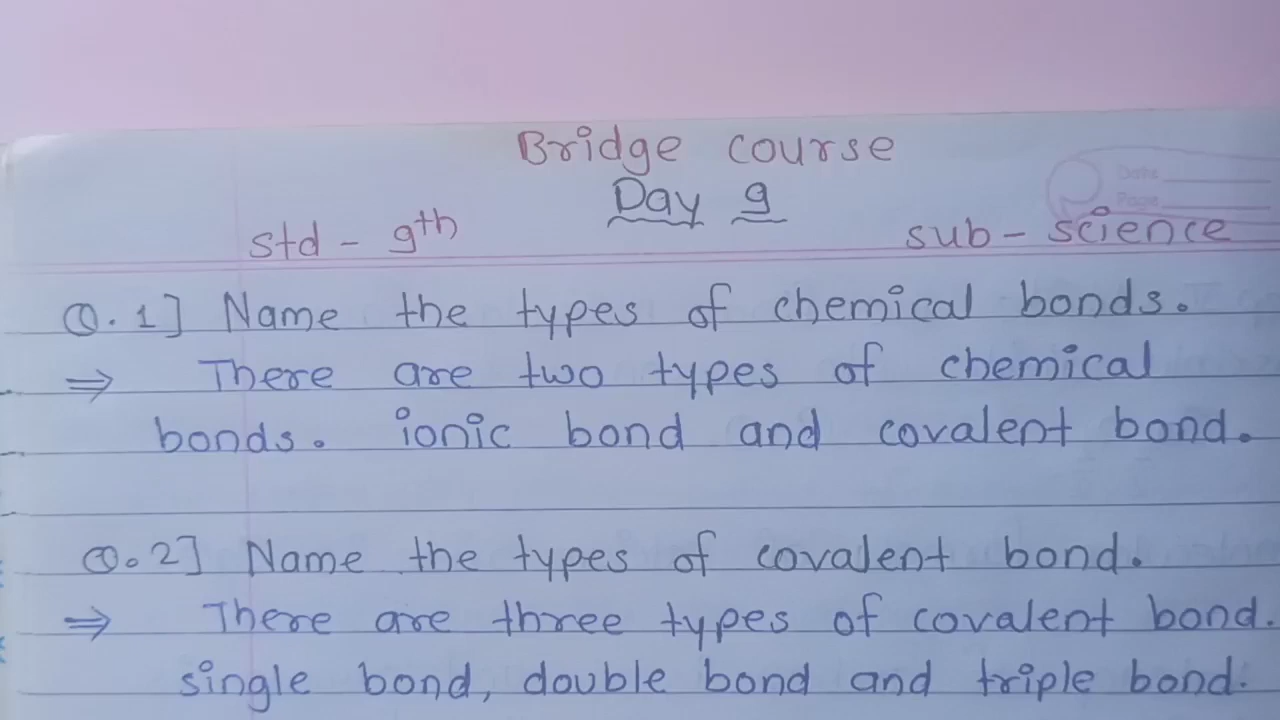 Bridge course
Day 9
Date
Page
std - 9th
sub - science
Q.1] Name the types of chemical bonds.
⇒ There are two types of chemical
bonds. ionic bond and covalent bond.
Q.2] Name the types of covalent bond.
⇒ There are three types of covalent bond.
single bond, double bond and triple bond.